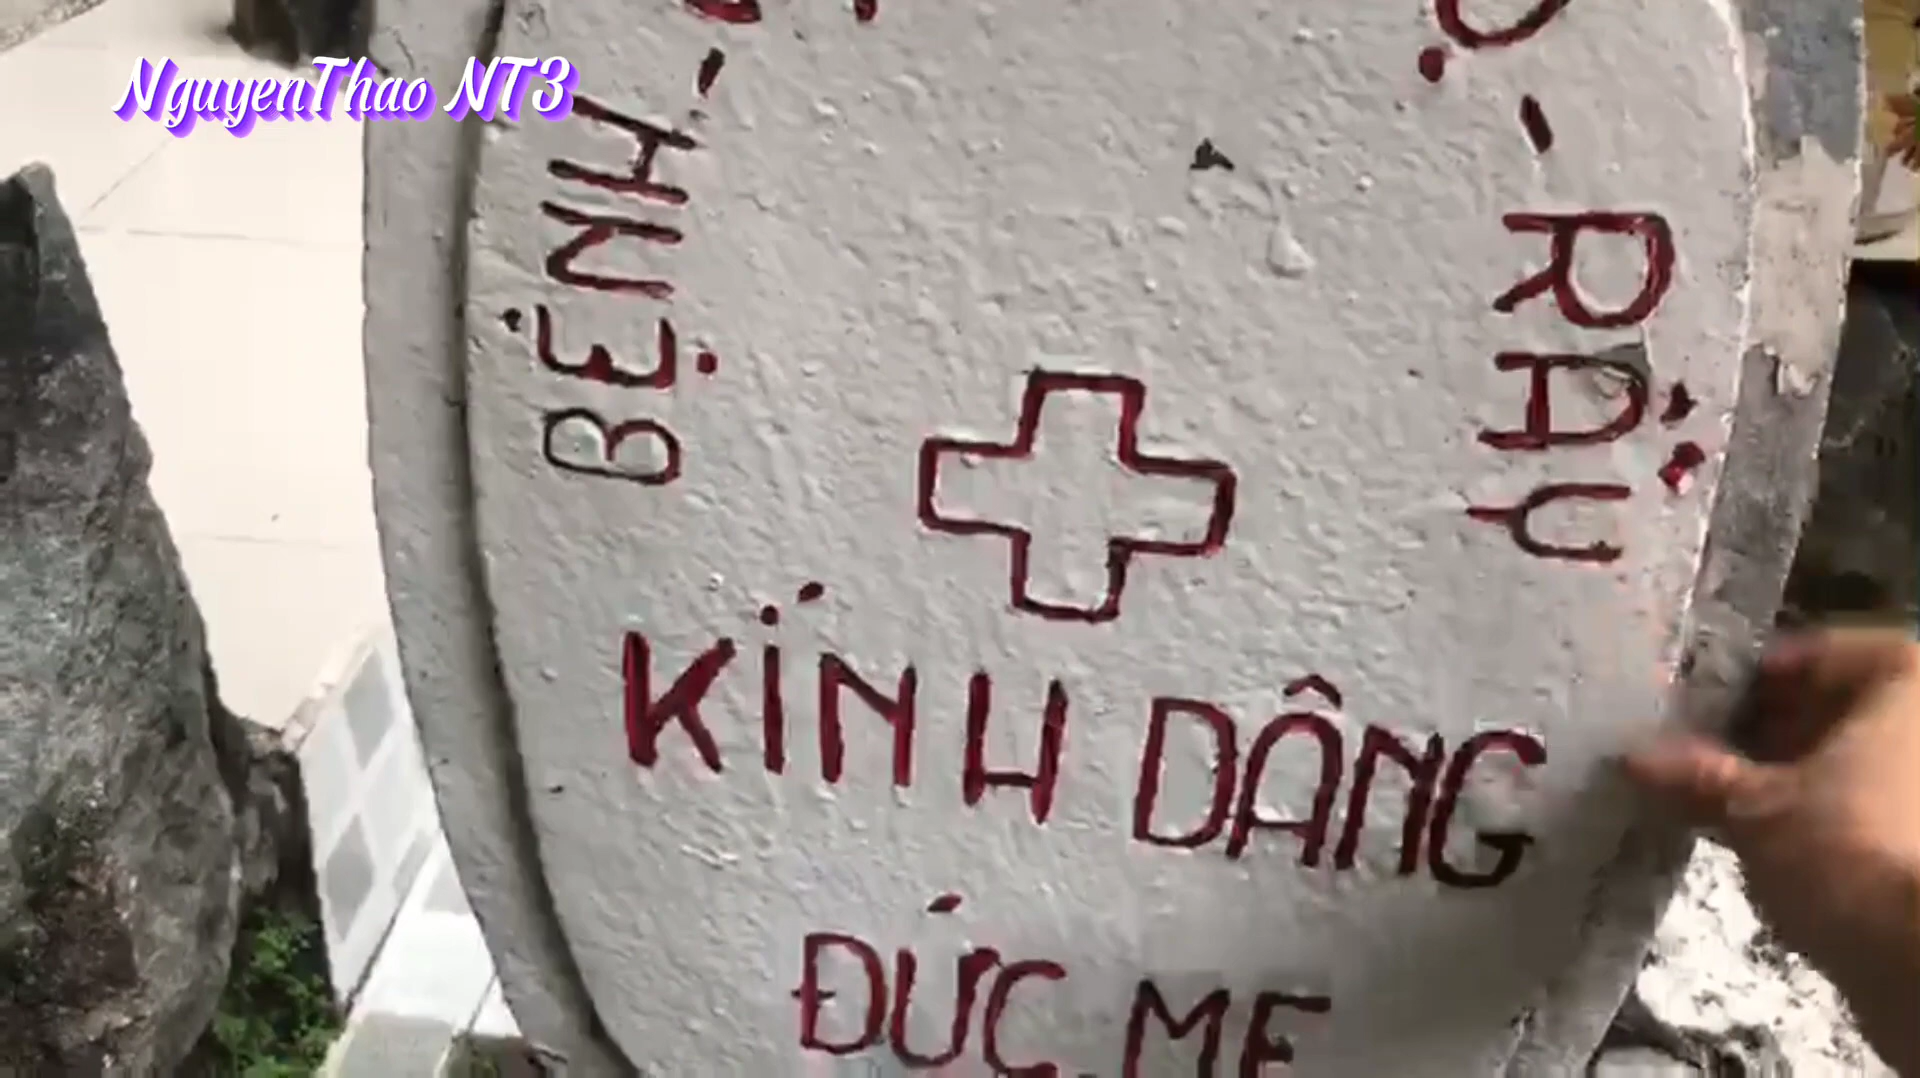 NguyenThao NT3
BỆNH -
- RẪY
KÍNH DÂNG
ĐỨC MẸ